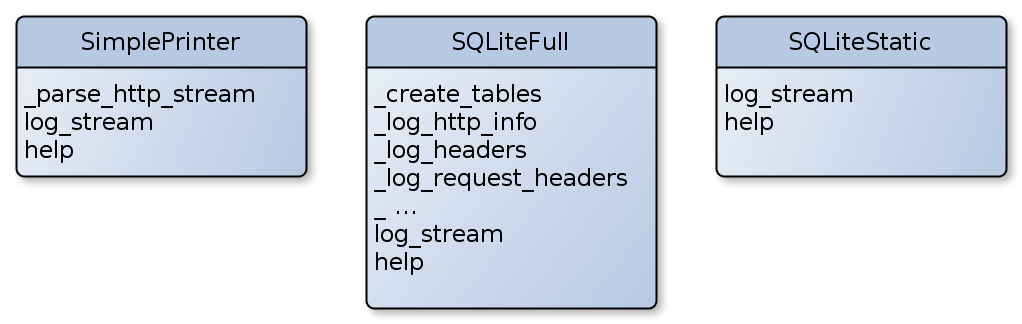 SimplePrinter
_parse_http_stream
log_stream
help
SQLiteFull
_create_tables
_log_http_info
_log_headers
_log_request_headers
_ ...
log_stream
help
SQLiteStatic
log_stream
help